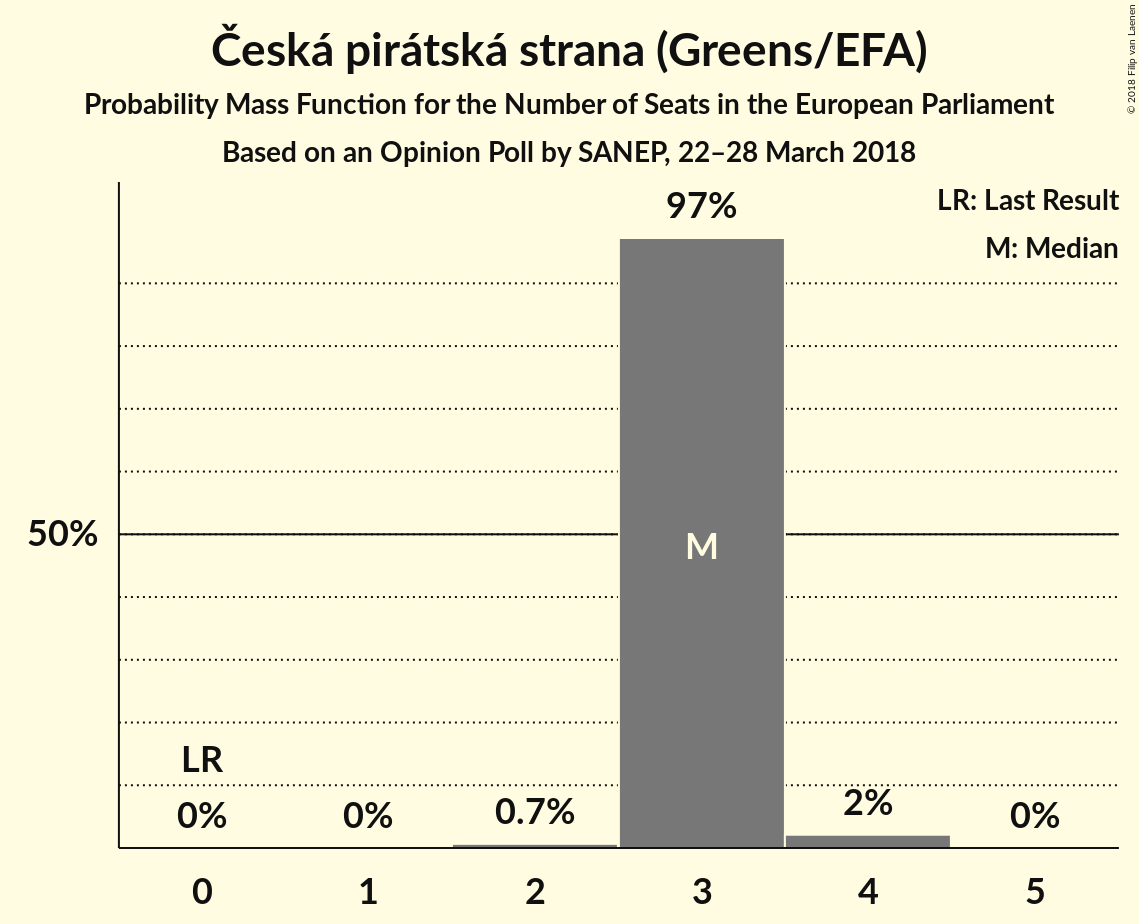 Česká pirátská strana (Greens/EFA)
Probability Mass Function for the Number of Seats in the European Parliament
Based on an Opinion Poll by SANEP, 22–28 March 2018
© 2018 Filip van Laenen
LR: Last Result
M: Median
97%
50%
M
LR
0%
0%
0.7%
2%
0%
0
1
2
3
4
5